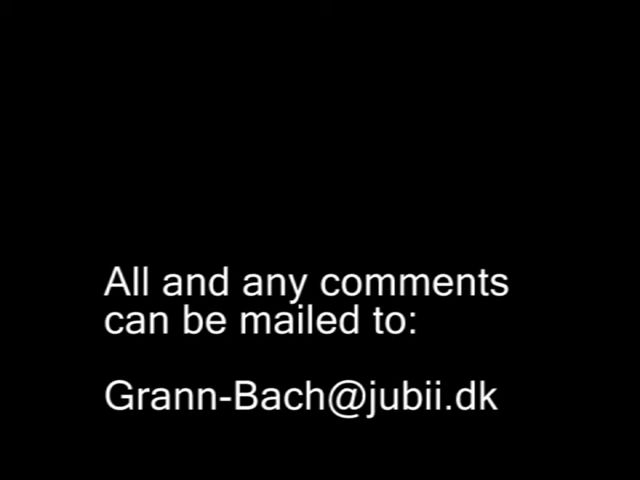 All and any comments
can be mailed to:
Grann-Bach@jubii.dk